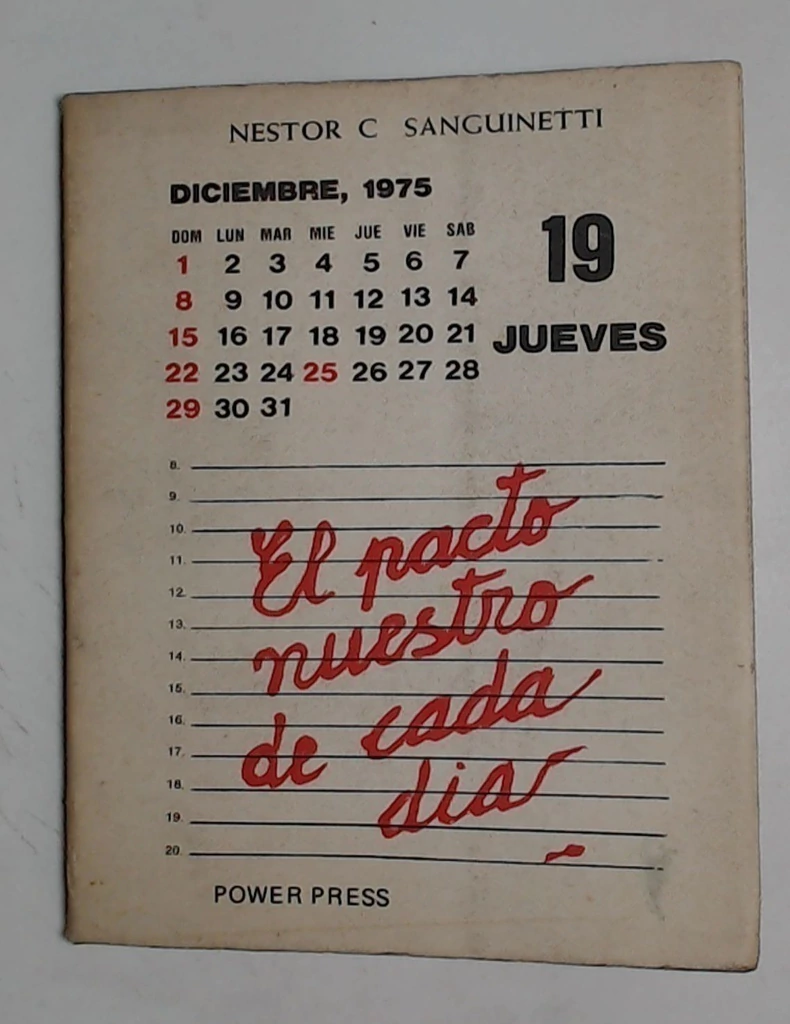 NESTOR C SANGUINETTI
DICIEMBRE, 1975
DOM LUN MAR MIE JUE VIE SAB
1 2 3 4 5 6 7
8 9 10 11 12 13 14
15 16 17 18 19 20 21
22 23 24 25 26 27 28
29 30 31
19
JUEVES
8.
9.
10.
11.
12.
13.
14.
15.
16.
17.
18.
19.
20.
El pacto
nuestro
de cada
dia
POWER PRESS